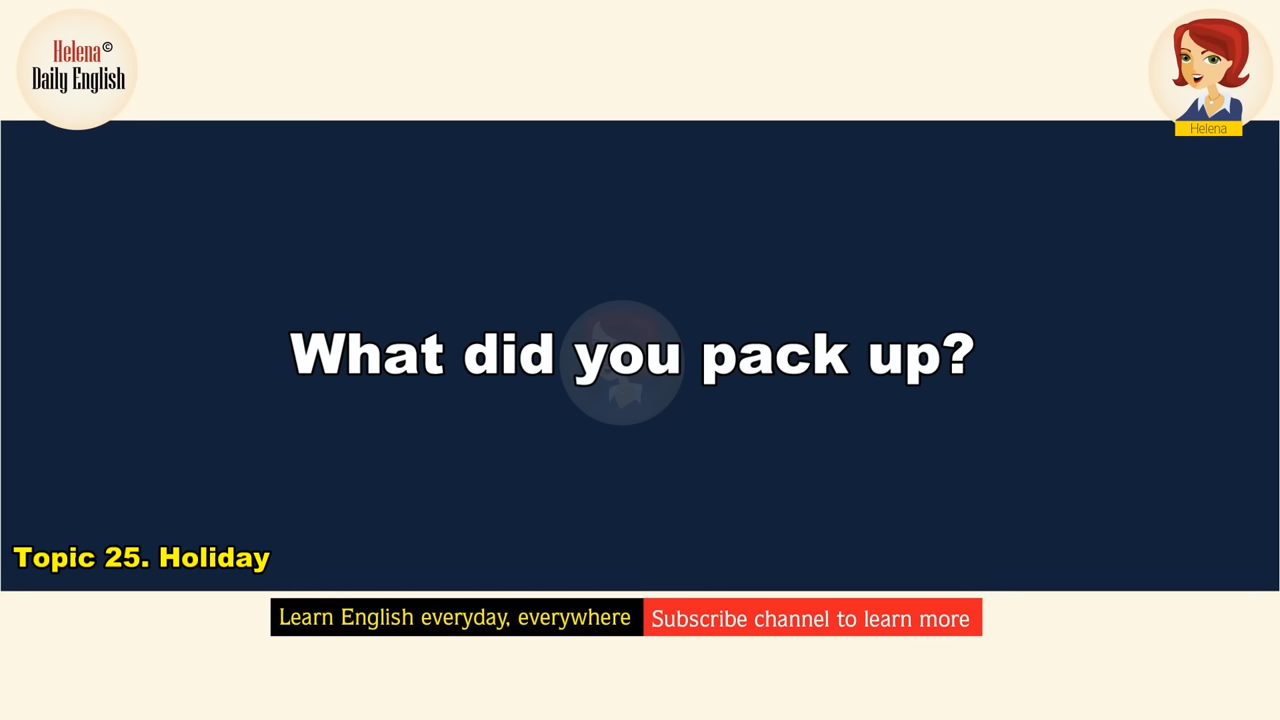 Helena©
Daily English
Helena
What did you pack up?
Topic 25. Holiday
Learn English everyday, everywhere
Subscribe channel to learn more